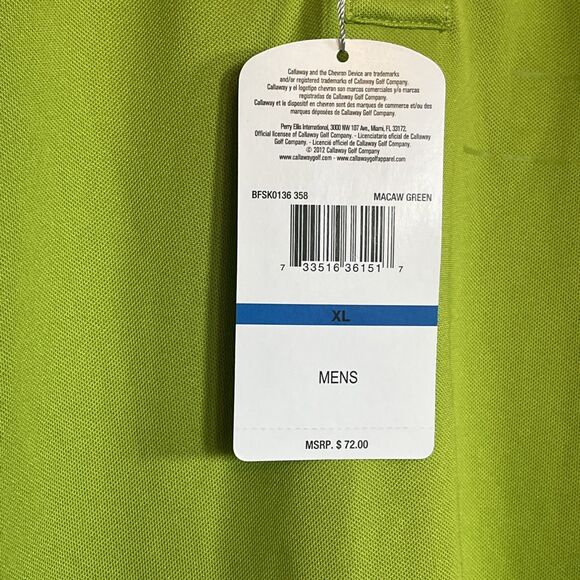 Callaway and the Chevron Device are trademarks
and/or registered trademarks of Callaway Golf Company.
Callaway y el logotipo chevron son marcas comerciales y/o marcas
registradas de Callaway Golf Company.
Callaway et le dispositif en chevron sont des marques de commerce et/ou des
marques déposées de Callaway Golf Company.
Perry Ellis International, 3000 NW 107 Ave., Miami, FL 33172.
Official licensee of Callaway Golf Company. - Licenciatario oficial de Callaway
Golf Company. - Licencié officiel de Callaway Golf Company.
© 2012 Callaway Golf Company
www.callawaygolf.com - www.callawaygolfapparel.com
BFSK0136 358 MACAW GREEN
7 33516 36151 7
XL
MENS
MSRP. $ 72.00